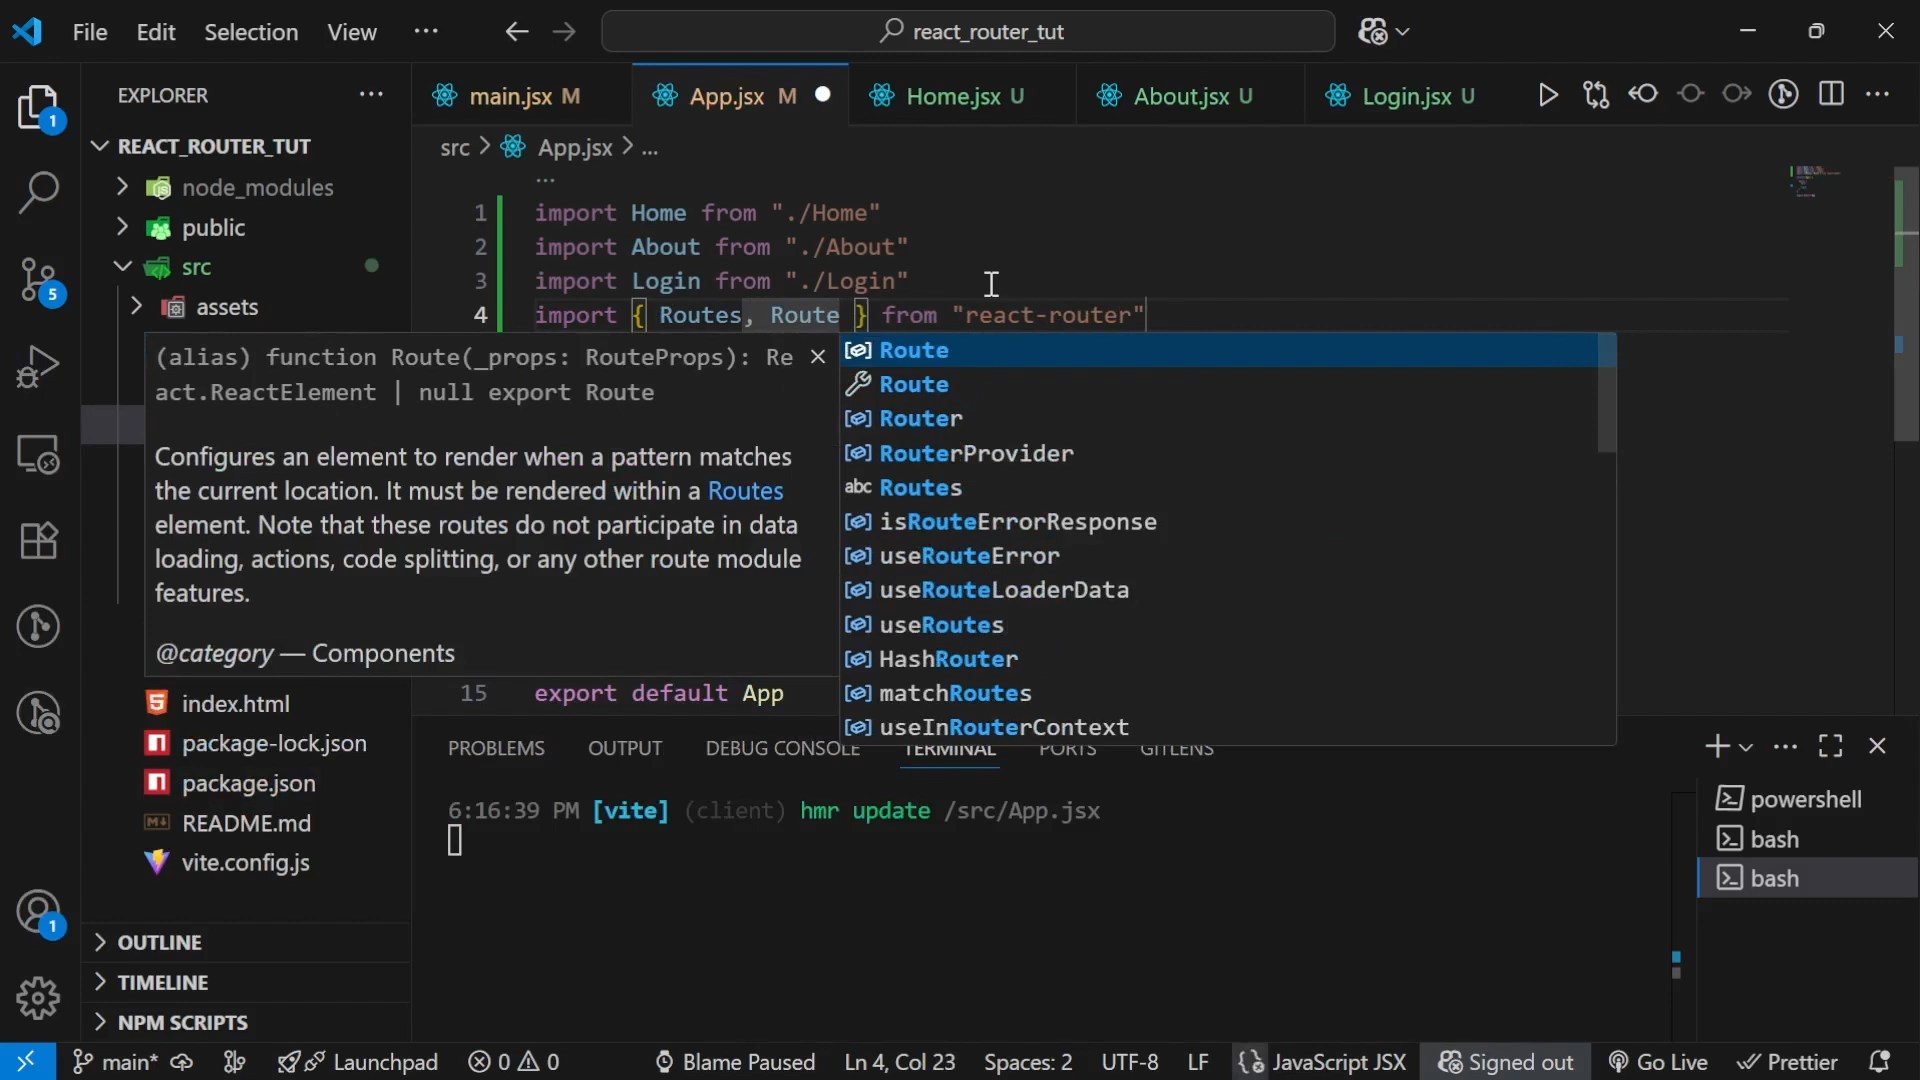 File Edit Selection View ···
react_router_tut
EXPLORER ···
main.jsx M
App.jsx M
Home.jsx U
About.jsx U
Login.jsx U
REACT_ROUTER_TUT
node_modules
public
src
assets
index.html
package-lock.json
package.json
README.md
vite.config.js
OUTLINE
TIMELINE
NPM SCRIPTS
src > App.jsx > ...
1 import Home from "./Home"
2 import About from "./About"
3 import Login from "./Login"
4 import { Routes, Route } from "react-router"
(alias) function Route(_props: RouteProps): Re
act.ReactElement | null export Route
Configures an element to render when a pattern matches
the current location. It must be rendered within a Routes
element. Note that these routes do not participate in data
loading, actions, code splitting, or any other route module
features.
@category — Components
Route
Route
Router
RouterProvider
abc Routes
isRouteErrorResponse
useRouteError
useRouteLoaderData
useRoutes
HashRouter
matchRoutes
useInRouterContext
15 export default App
PROBLEMS OUTPUT DEBUG CONSOLE TERMINAL PORTS GITLENS
6:16:39 PM [vite] (client) hmr update /src/App.jsx
powershell
bash
bash
1
5
1
main* Launchpad 0 0 Blame Paused Ln 4, Col 23 Spaces: 2 UTF-8 LF JavaScript JSX Signed out Go Live Prettier